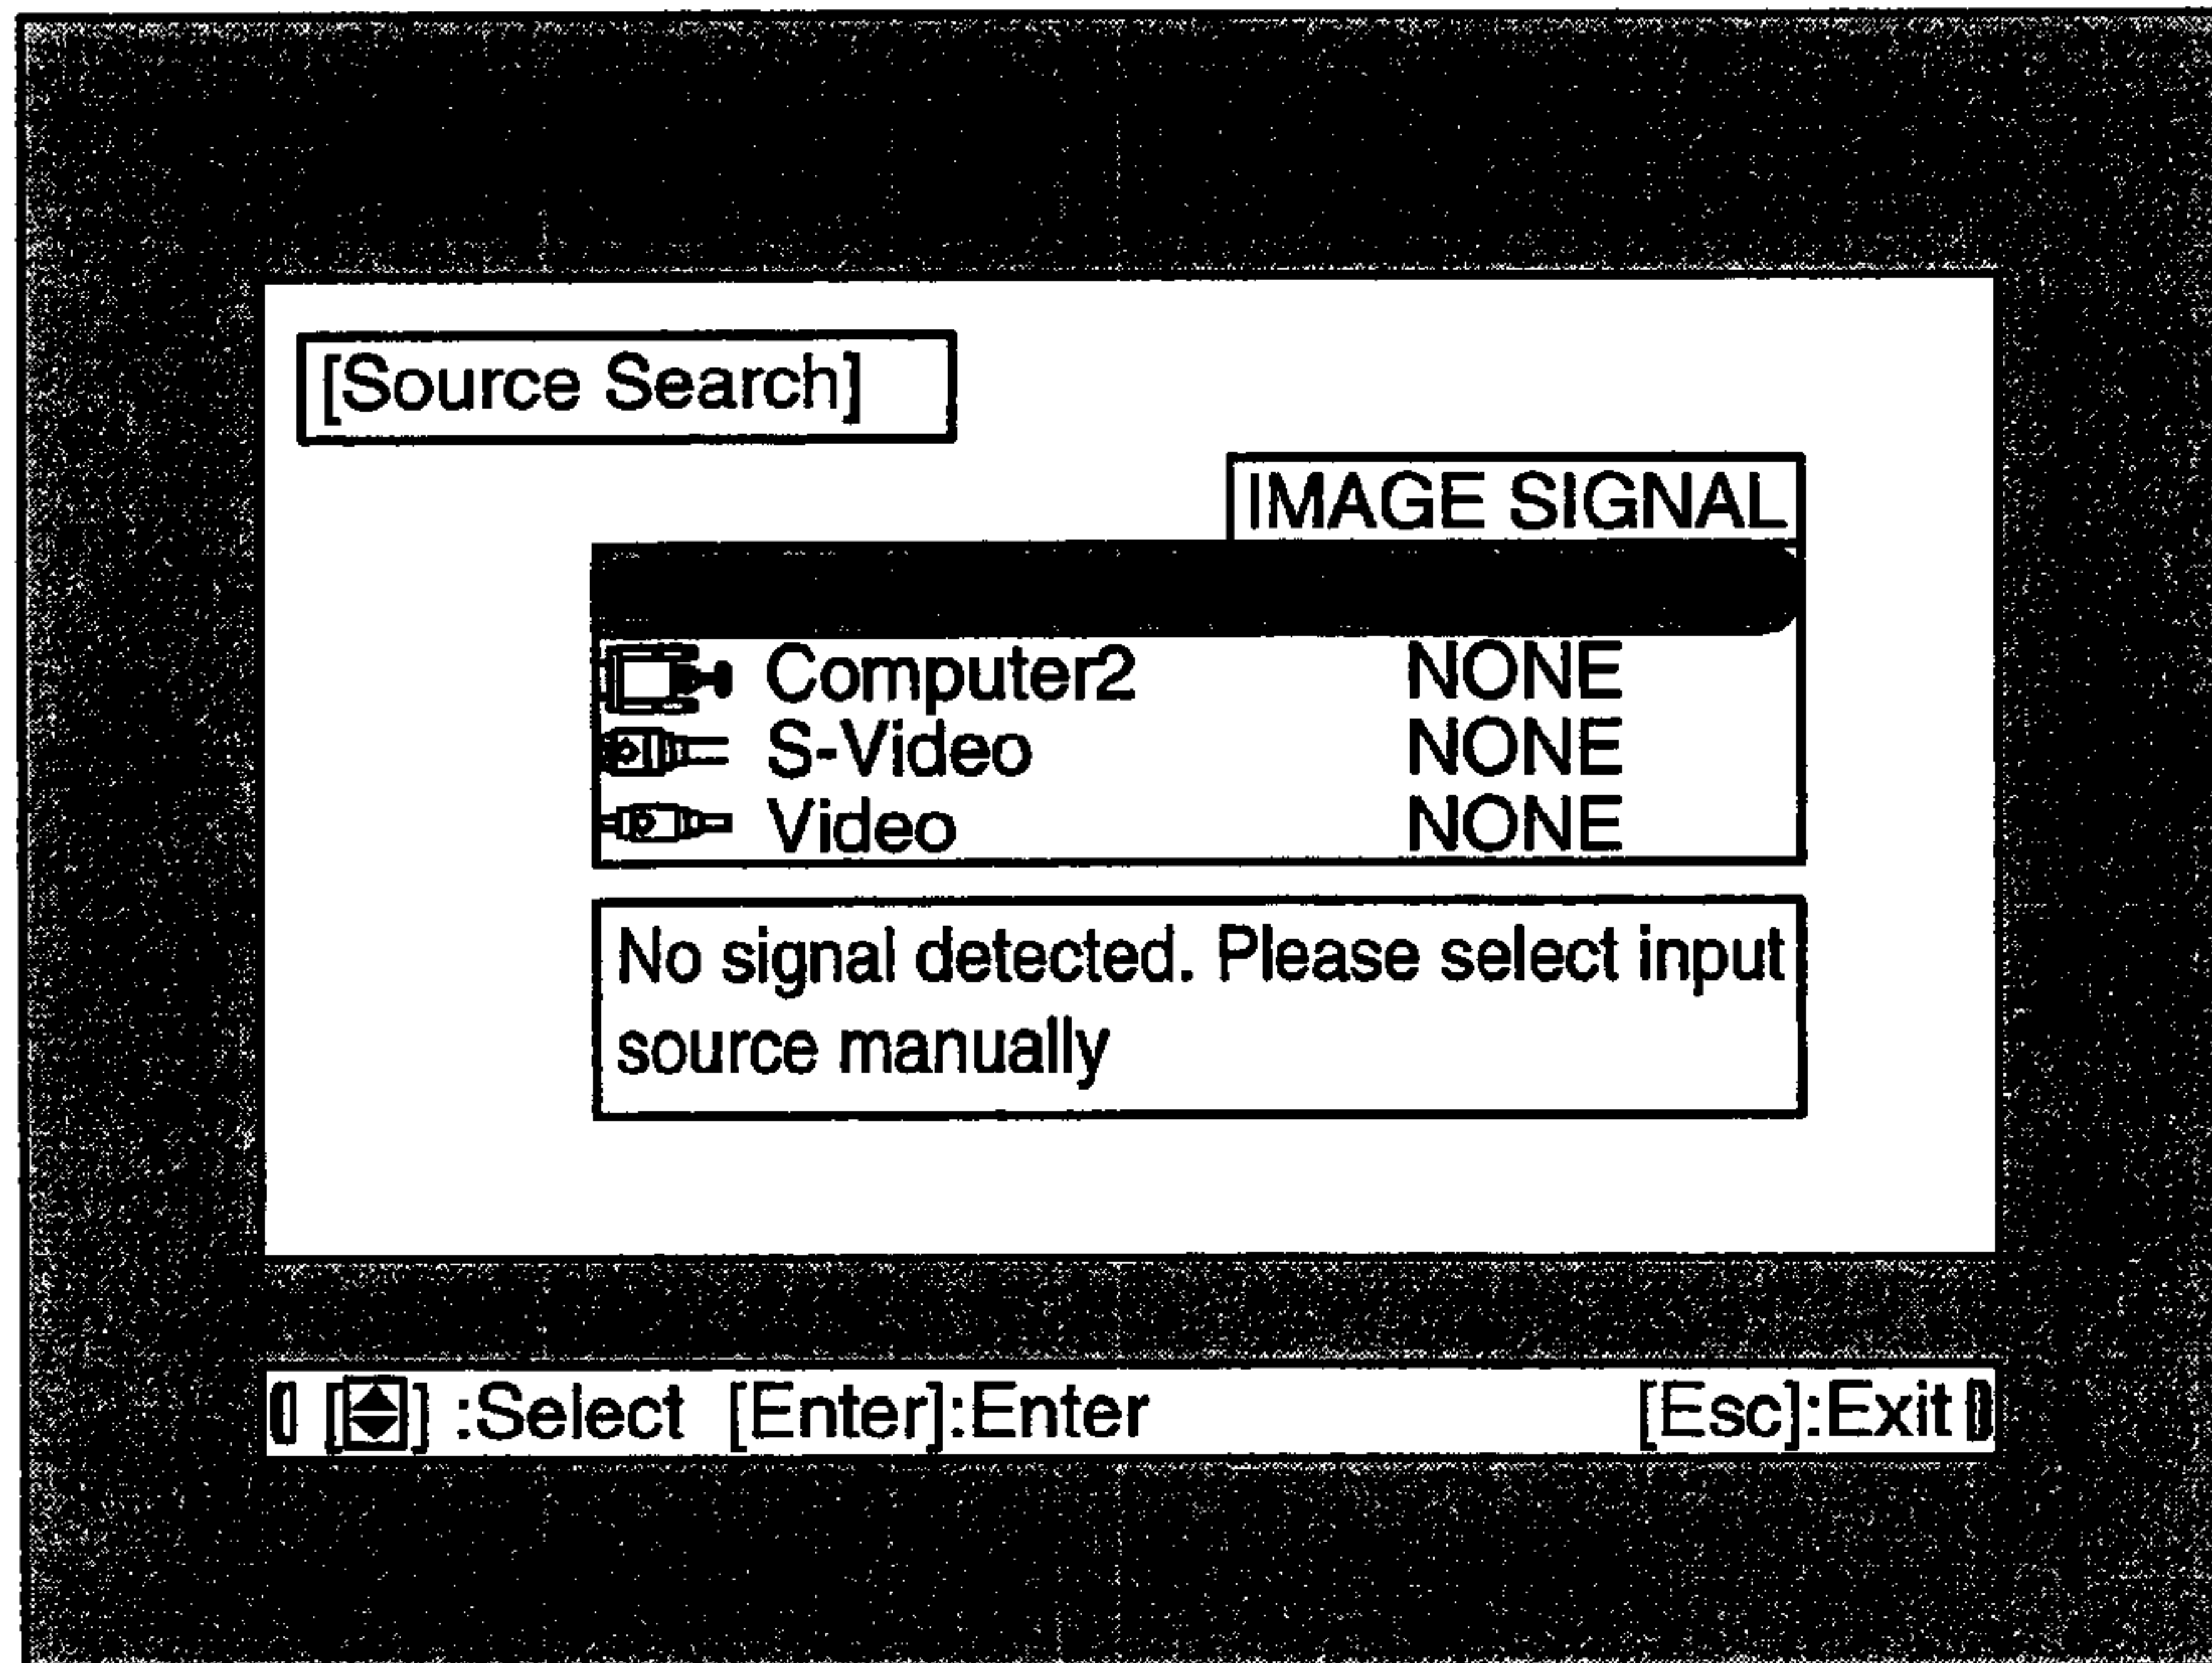 [Source Search]
IMAGE SIGNAL
Computer2 NONE
S-Video NONE
Video NONE
No signal detected. Please select input
source manually
[ ] :Select [Enter]:Enter [Esc]:Exit